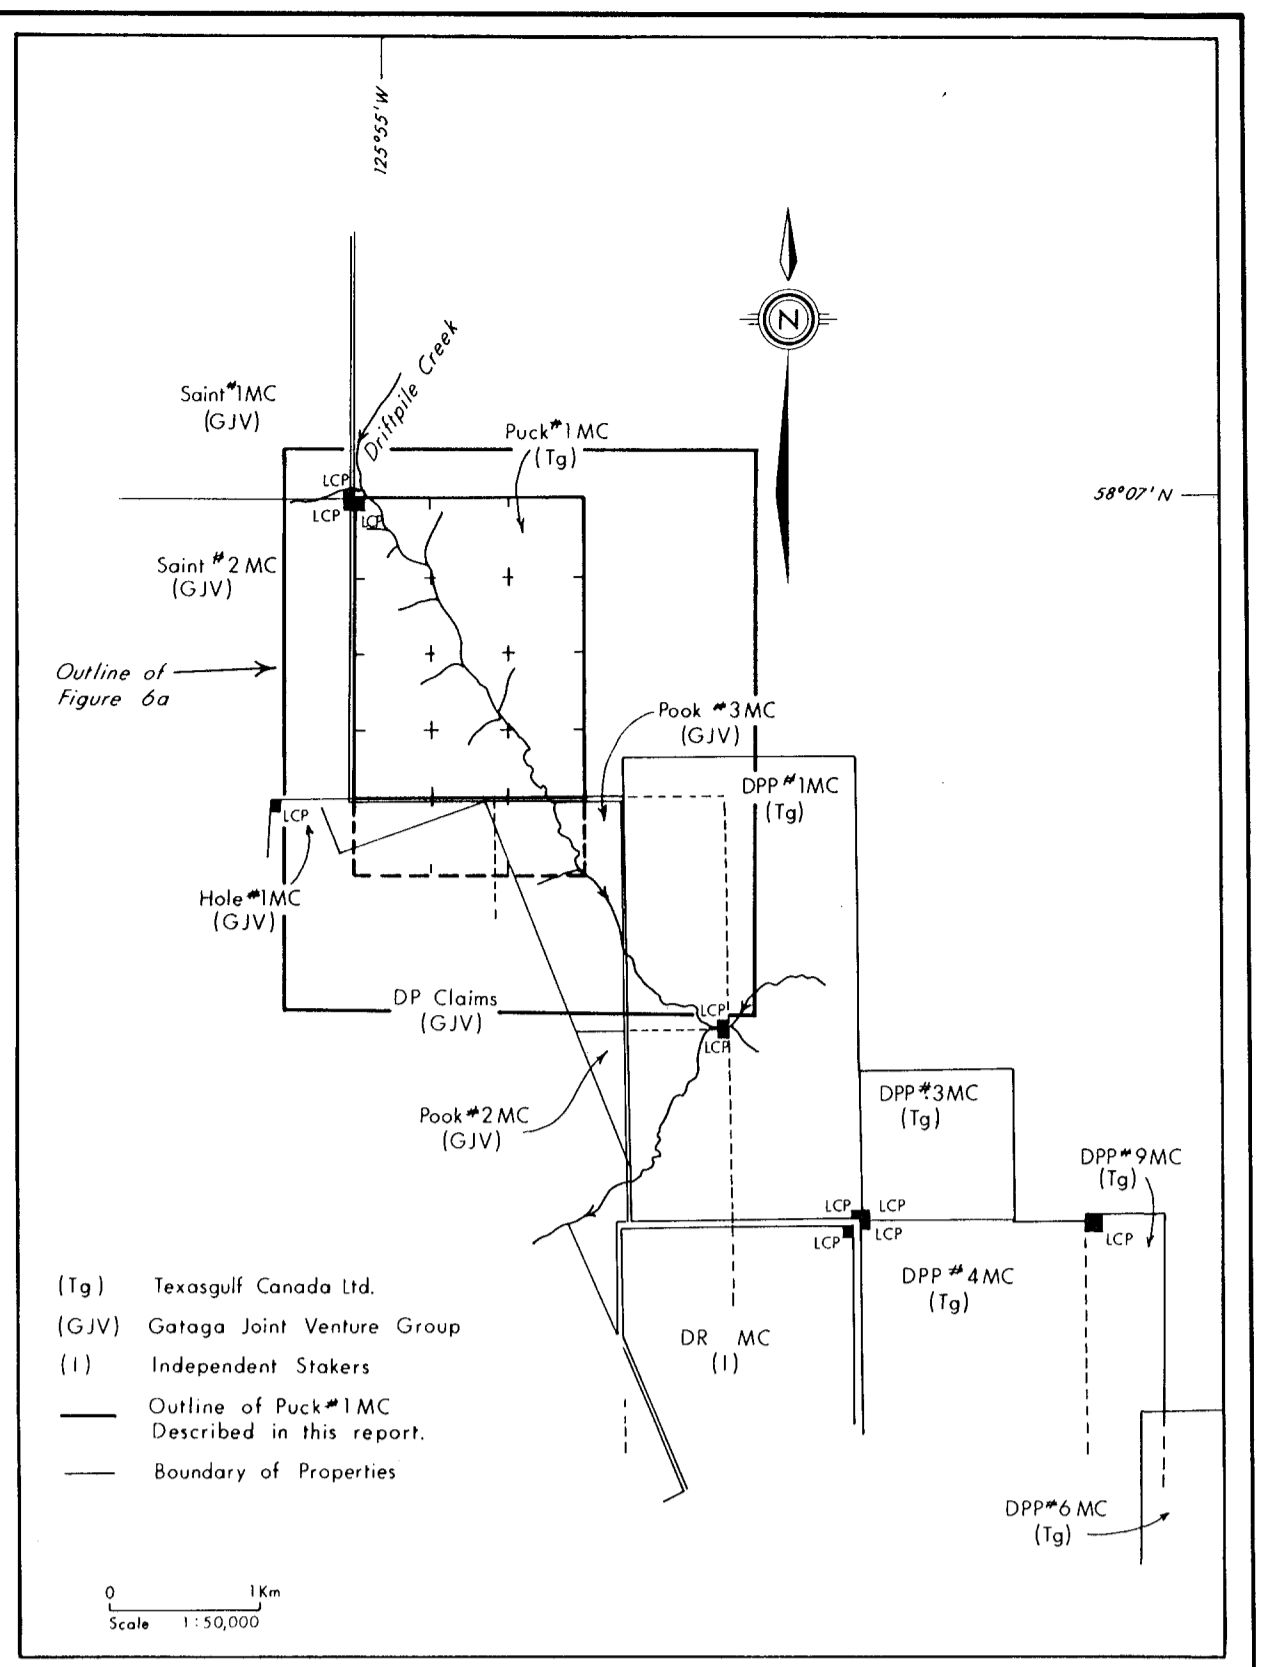 125°55'W
N
Driftpile Creek
Saint #1MC
(GJV)
Puck #1MC
(Tg)
LCP
LCP
LCP
58°07' N
Saint #2MC
(GJV)
Outline of
Figure 6a
Pook #3MC
(GJV)
DPP #1MC
(Tg)
LCP
Hole #1MC
(GJV)
DP Claims
(GJV)
LCP
LCP
Pook #2MC
(GJV)
DPP #3MC
(Tg)
DPP #9MC
(Tg)
LCP
LCP
LCP
LCP
LCP
DPP #4MC
(Tg)
DR MC
(I)
DPP #6 MC
(Tg)
(Tg) Texasgulf Canada Ltd.
(GJV) Gataga Joint Venture Group
(I) Independent Stakers
Outline of Puck #1MC
Described in this report.
Boundary of Properties
0 1Km
Scale 1:50,000